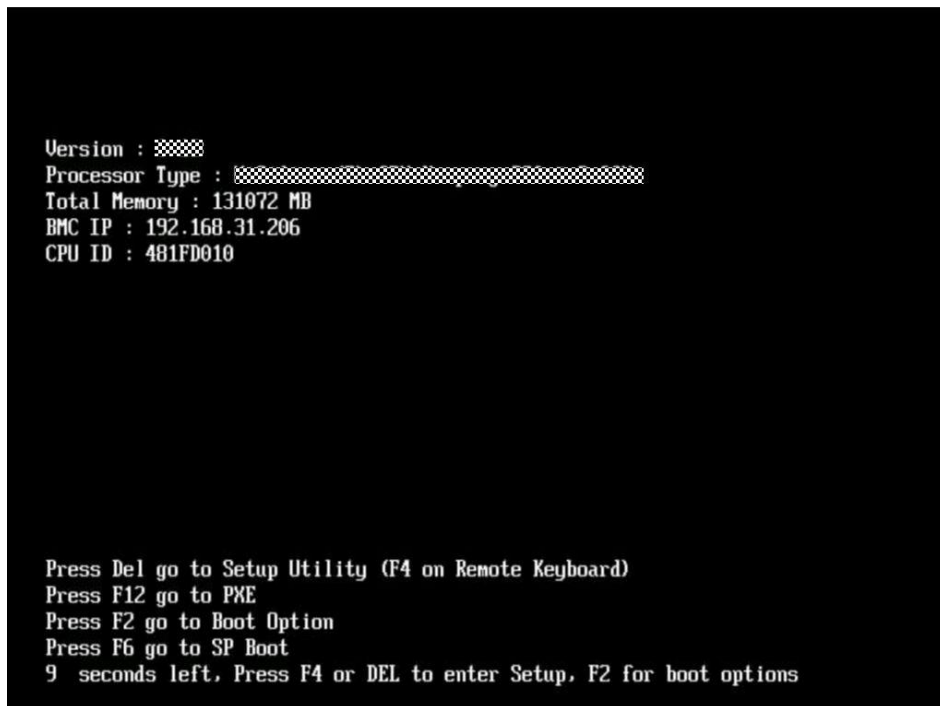 Version :
Processor Type :
Total Memory : 131072 MB
BMC IP : 192.168.31.206
CPU ID : 481FD010
Press Del go to Setup Utility (F4 on Remote Keyboard)
Press F12 go to PXE
Press F2 go to Boot Option
Press F6 go to SP Boot
9 seconds left, Press F4 or DEL to enter Setup, F2 for boot options